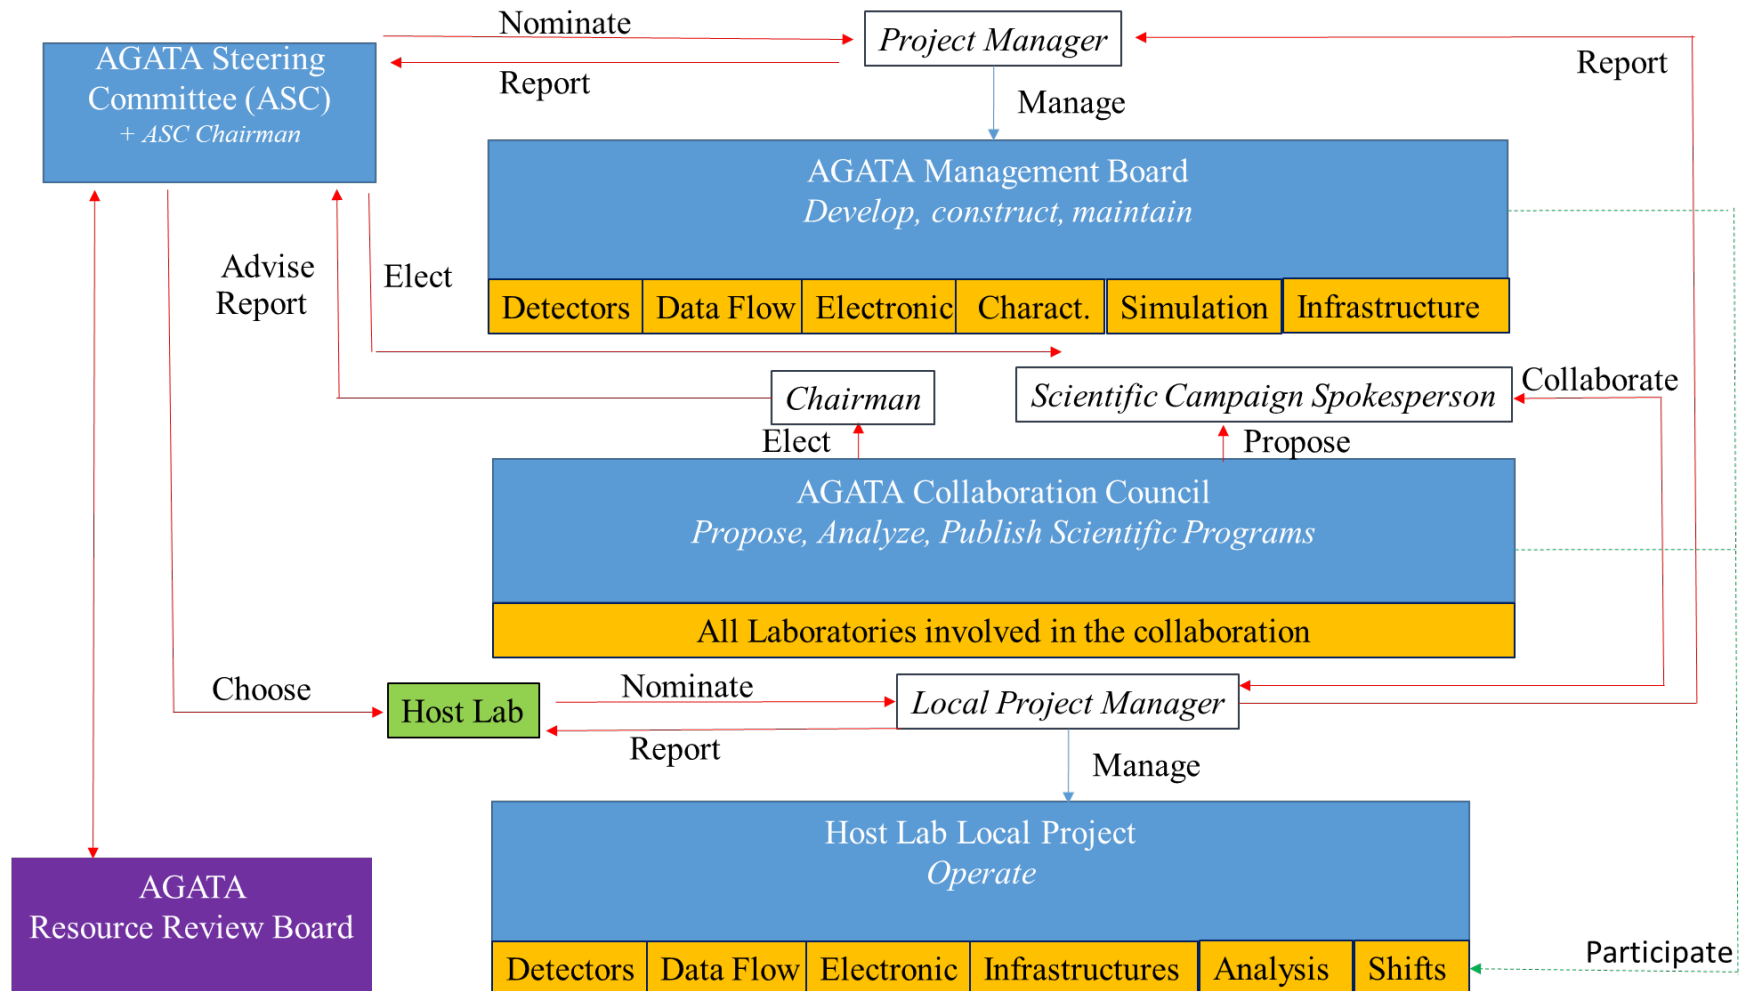 Nominate
Project Manager
Report
Report
AGATA Steering
Committee (ASC)
+ ASC Chairman
Manage
AGATA Management Board
Develop, construct, maintain
Advise
Report
Elect
Detectors
Data Flow
Electronic
Charact.
Simulation
Infrastructure
Chairman
Scientific Campaign Spokesperson
Collaborate
Elect
Propose
AGATA Collaboration Council
Propose, Analyze, Publish Scientific Programs
All Laboratories involved in the collaboration
Choose
Host Lab
Nominate
Local Project Manager
Report
Manage
Host Lab Local Project
Operate
AGATA
Resource Review Board
Detectors
Data Flow
Electronic
Infrastructures
Analysis
Shifts
Participate